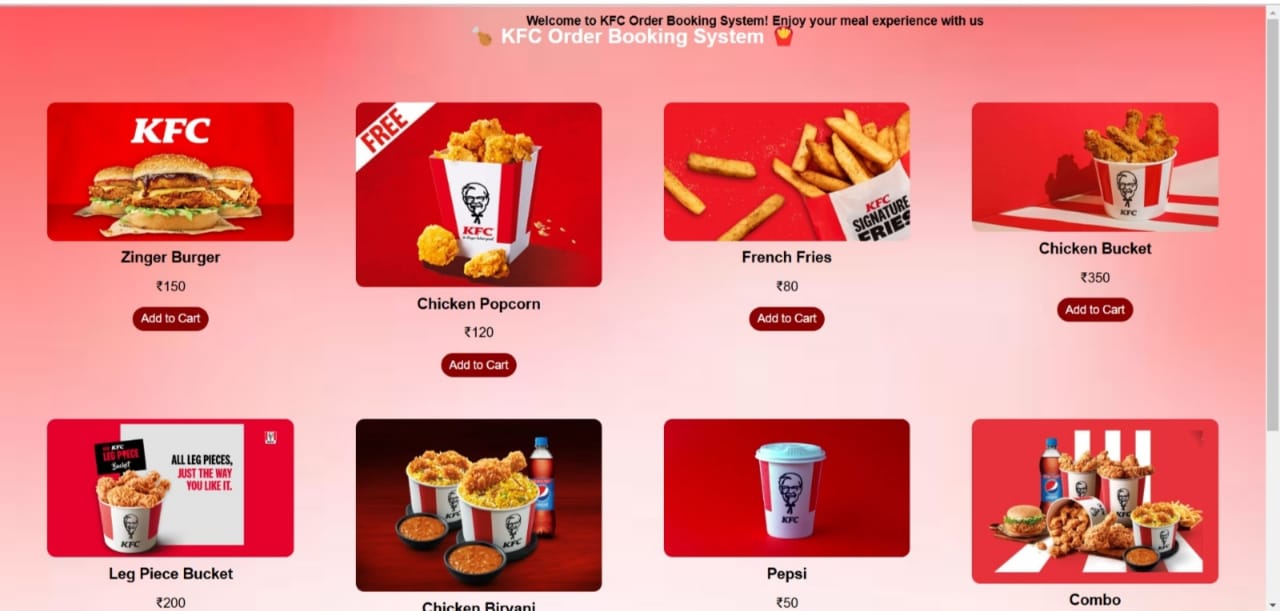 Welcome to KFC Order Booking System! Enjoy your meal experience with us
🍗 KFC Order Booking System 🍟
KFC
Zinger Burger
₹150
Add to Cart
FREE
KFC
Chicken Popcorn
₹120
Add to Cart
KFC
SIGNATURE
FRIES
French Fries
₹80
Add to Cart
KFC
Chicken Bucket
₹350
Add to Cart
KFC
LEG PIECE
Bucket
ALL LEG PIECES,
JUST THE WAY
YOU LIKE IT.
KFC
Leg Piece Bucket
₹200
KFC
KFC
Chicken Biryani
KFC
Pepsi
₹50
KFC
KFC
Combo